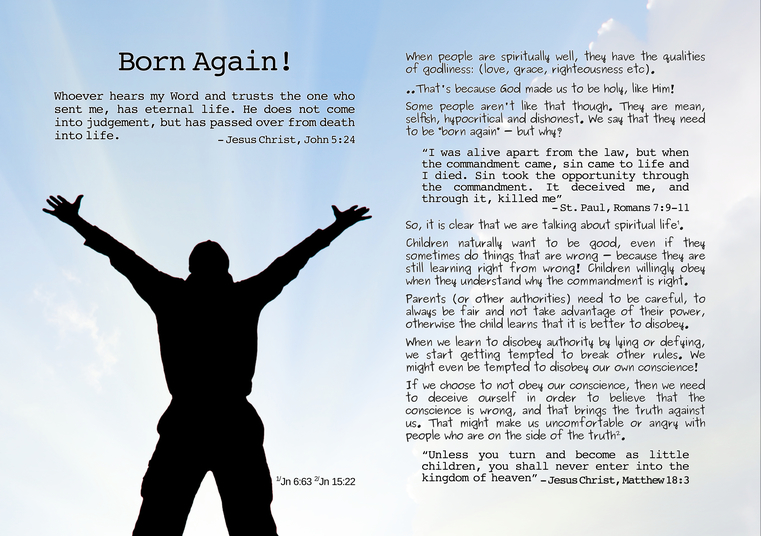 Born Again!
Whoever hears my Word and trusts the one who
sent me, has eternal life. He does not come
into judgement, but has passed over from death
into life.
– Jesus Christ, John 5:24
1/Jn 6:63 2/Jn 15:22
When people are spiritually well, they have the qualities
of godliness: (love, grace, righteousness etc).
..That's because God made us to be holy, like Him!
Some people aren't like that though. They are mean,
selfish, hypocritical and dishonest. We say that they need
to be "born again" – but why?
“I was alive apart from the law, but when
the commandment came, sin came to life and
I died. Sin took the opportunity through
the commandment. It deceived me, and
through it, killed me”
– St. Paul, Romans 7:9-11
So, it is clear that we are talking about spiritual life¹.
Children naturally want to be good, even if they
sometimes do things that are wrong – because they are
still learning right from wrong! Children willingly obey
when they understand why the commandment is right.
Parents (or other authorities) need to be careful, to
always be fair and not take advantage of their power,
otherwise the child learns that it is better to disobey.
When we learn to disobey authority by lying or defying,
we start getting tempted to break other rules. We
might even be tempted to disobey our own conscience!
If we choose to not obey our conscience, then we need
to deceive ourself in order to believe that the
conscience is wrong, and that brings the truth against
us. That might make us uncomfortable or angry with
people who are on the side of the truth².
“Unless you turn and become as little
children, you shall never enter into the
kingdom of heaven” – Jesus Christ, Matthew 18:3